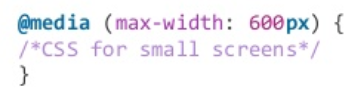 @media (max-width: 600px) {
/*CSS for small screens*/
}